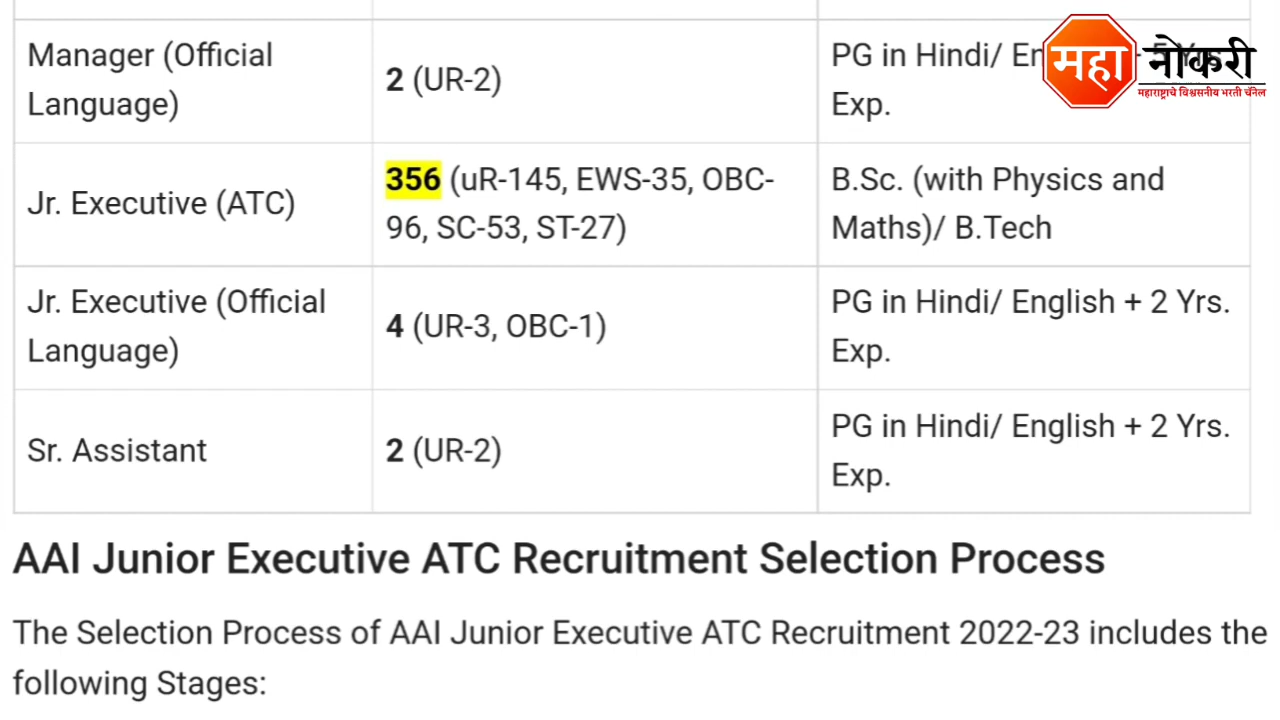 Manager (Official
Language)
2 (UR-2)
PG in Hindi/ En
Exp.
महा नोकरी
महाराष्ट्राचे विश्वसनीय भरती चॅनेल
Jr. Executive (ATC)
356 (uR-145, EWS-35, OBC-
96, SC-53, ST-27)
B.Sc. (with Physics and
Maths)/ B.Tech
Jr. Executive (Official
Language)
4 (UR-3, OBC-1)
PG in Hindi/ English + 2 Yrs.
Exp.
Sr. Assistant
2 (UR-2)
PG in Hindi/ English + 2 Yrs.
Exp.
AAI Junior Executive ATC Recruitment Selection Process
The Selection Process of AAI Junior Executive ATC Recruitment 2022-23 includes the
following Stages: